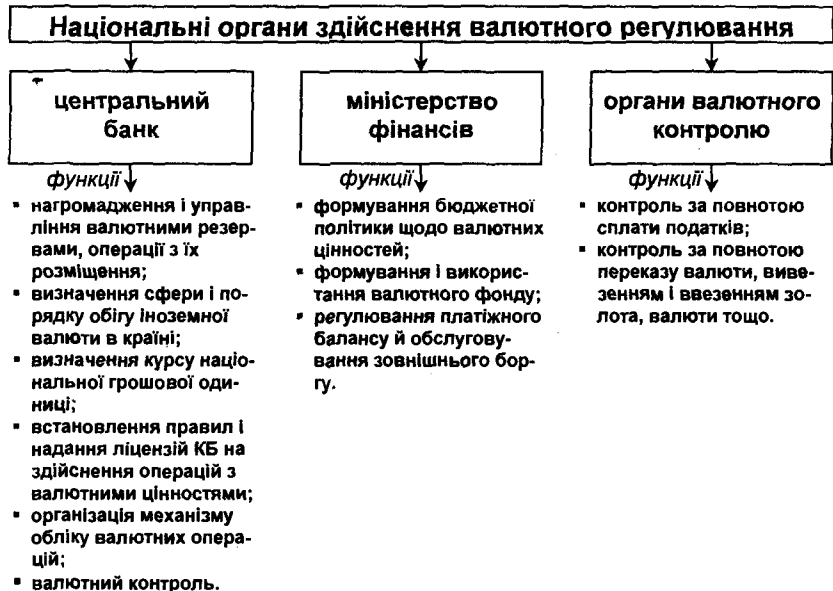 Національні органи здійснення валютного регулювання
центральний
банк
функції
▪ нагромадження і управ-
ління валютними резер-
вами, операції з їх
розміщення;
▪ визначення сфери і по-
рядку обігу іноземної
валюти в країні;
▪ визначення курсу націо-
нальної грошової оди-
ниці;
▪ встановлення правил і
надання ліцензій КБ на
здійснення операцій з
валютними цінностями;
▪ організація механізму
обліку валютних опера-
цій;
▪ валютний контроль.
міністерство
фінансів
функції
▪ формування бюджетної
політики щодо валютних
цінностей;
▪ формування і викорис-
тання валютного фонду;
▪ регулювання платіжного
балансу й обслугову-
вання зовнішнього бор-
гу.
органи валютного
контролю
функції
▪ контроль за повнотою
сплати податків;
▪ контроль за повнотою
переказу валюти, виве-
зенням і ввезенням зо-
лота, валюти тощо.